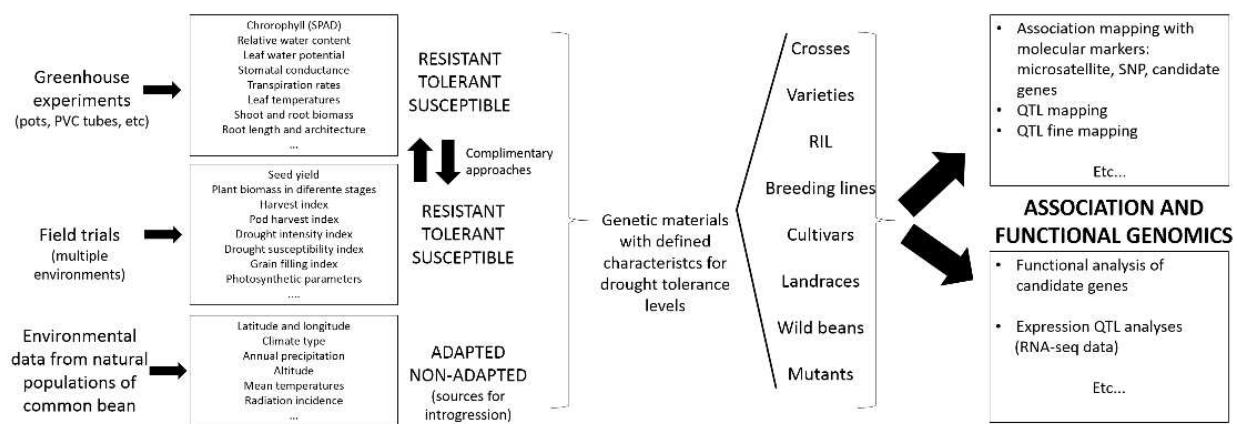 Greenhouse
experiments
(pots, PVC tubes, etc)
Chrorophyll (SPAD)
Relative water content
Leaf water potential
Stomatal conductance
Transpiration rates
Leaf temperatures
Shoot and root biomass
Root length and architecture
...
RESISTANT
TOLERANT
SUSCEPTIBLE
Complimentary
approaches
Field trials
(multiple
environments)
Seed yield
Plant biomass in diferente stages
Harvest index
Pod harvest index
Drought intensity index
Drought susceptibility index
Grain filling index
Photosynthetic parameters
....
RESISTANT
TOLERANT
SUSCEPTIBLE
Environmental
data from natural
populations of
common bean
Latitude and longitude
Climate type
Annual precipitation
Altitude
Mean temperatures
Radiation incidence
...
ADAPTED
NON-ADAPTED
(sources for
introgression)
Genetic materials
with defined
characteristcs for
drought tolerance
levels
Crosses
Varieties
RIL
Breeding lines
Cultivars
Landraces
Wild beans
Mutants
• Association mapping with
molecular markers:
microsatellite, SNP, candidate
genes
• QTL mapping
• QTL fine mapping
Etc...
ASSOCIATION AND
FUNCTIONAL GENOMICS
• Functional analysis of
candidate genes
• Expression QTL analyses
(RNA-seq data)
Etc...